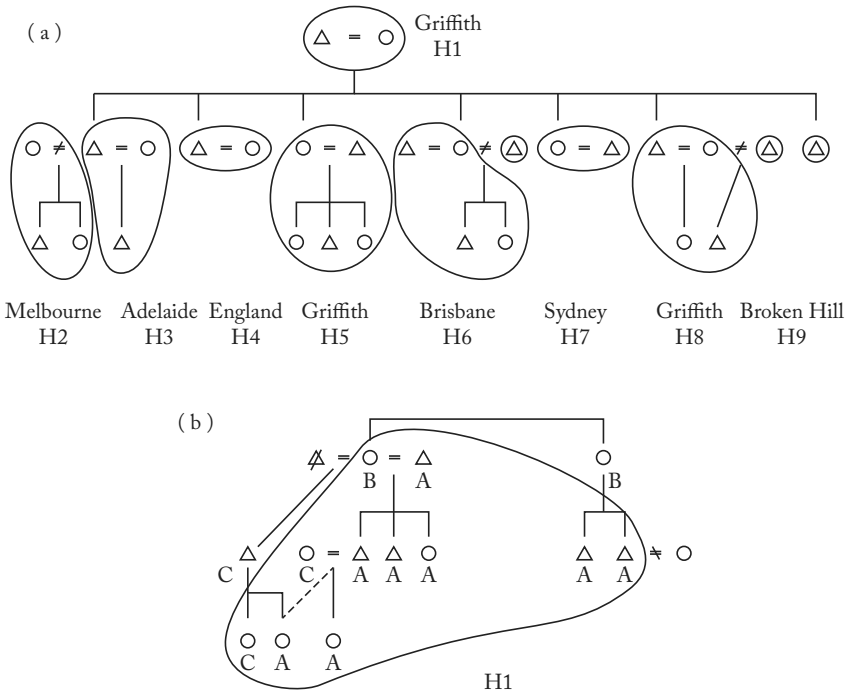 ( a )
Griffith
H1
Melbourne Adelaide England Griffith Brisbane Sydney Griffith Broken Hill
H2 H3 H4 H5 H6 H7 H8 H9
( b )
B A B
C C A A A A A
C A A
H1